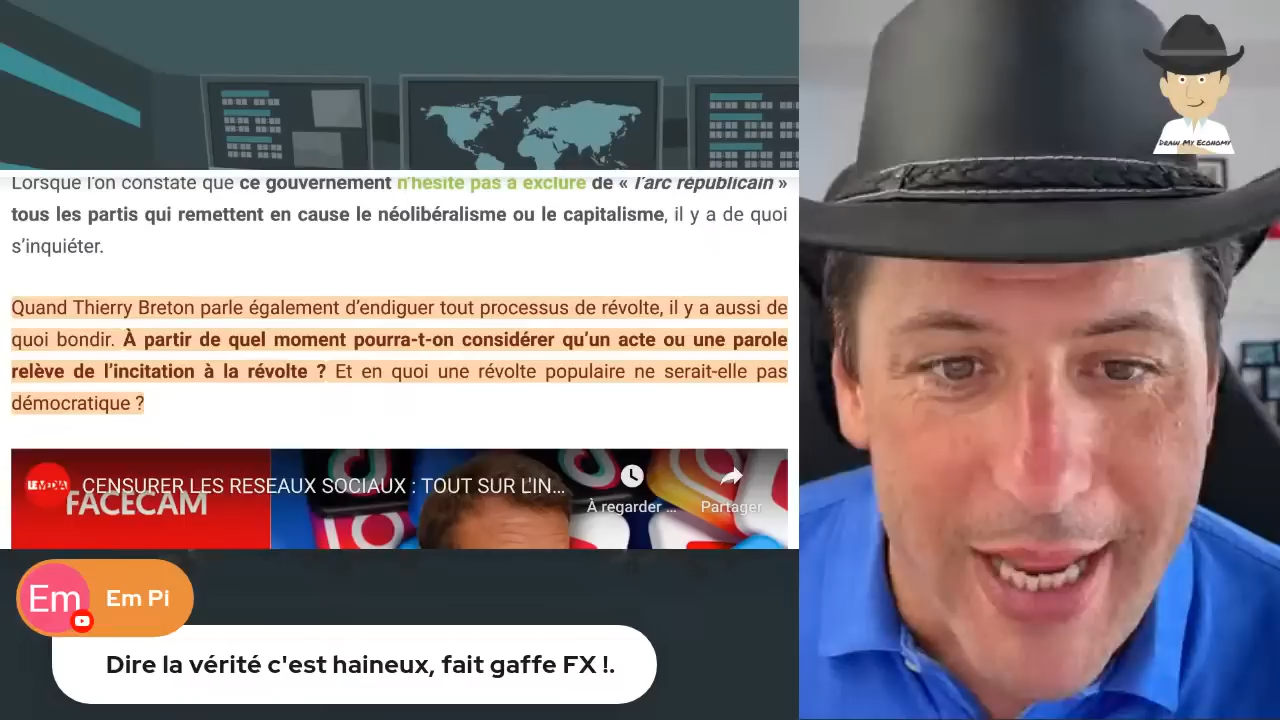 DRAW MY ECONOMY
Lorsque l'on constate que ce gouvernement n'hésite pas à exclure de « l'arc républicain »
tous les partis qui remettent en cause le néolibéralisme ou le capitalisme, il y a de quoi
s'inquiéter.
Quand Thierry Breton parle également d'endiguer tout processus de révolte, il y a aussi de
quoi bondir. À partir de quel moment pourra-t-on considérer qu'un acte ou une parole
relève de l'incitation à la révolte ? Et en quoi une révolte populaire ne serait-elle pas
démocratique ?
LE MEDIA
CENSURER LES RESEAUX SOCIAUX : TOUT SUR L'IN...
FACECAM
À regarder ...
Partager
Em
Em Pi
Dire la vérité c'est haineux, fait gaffe FX !.